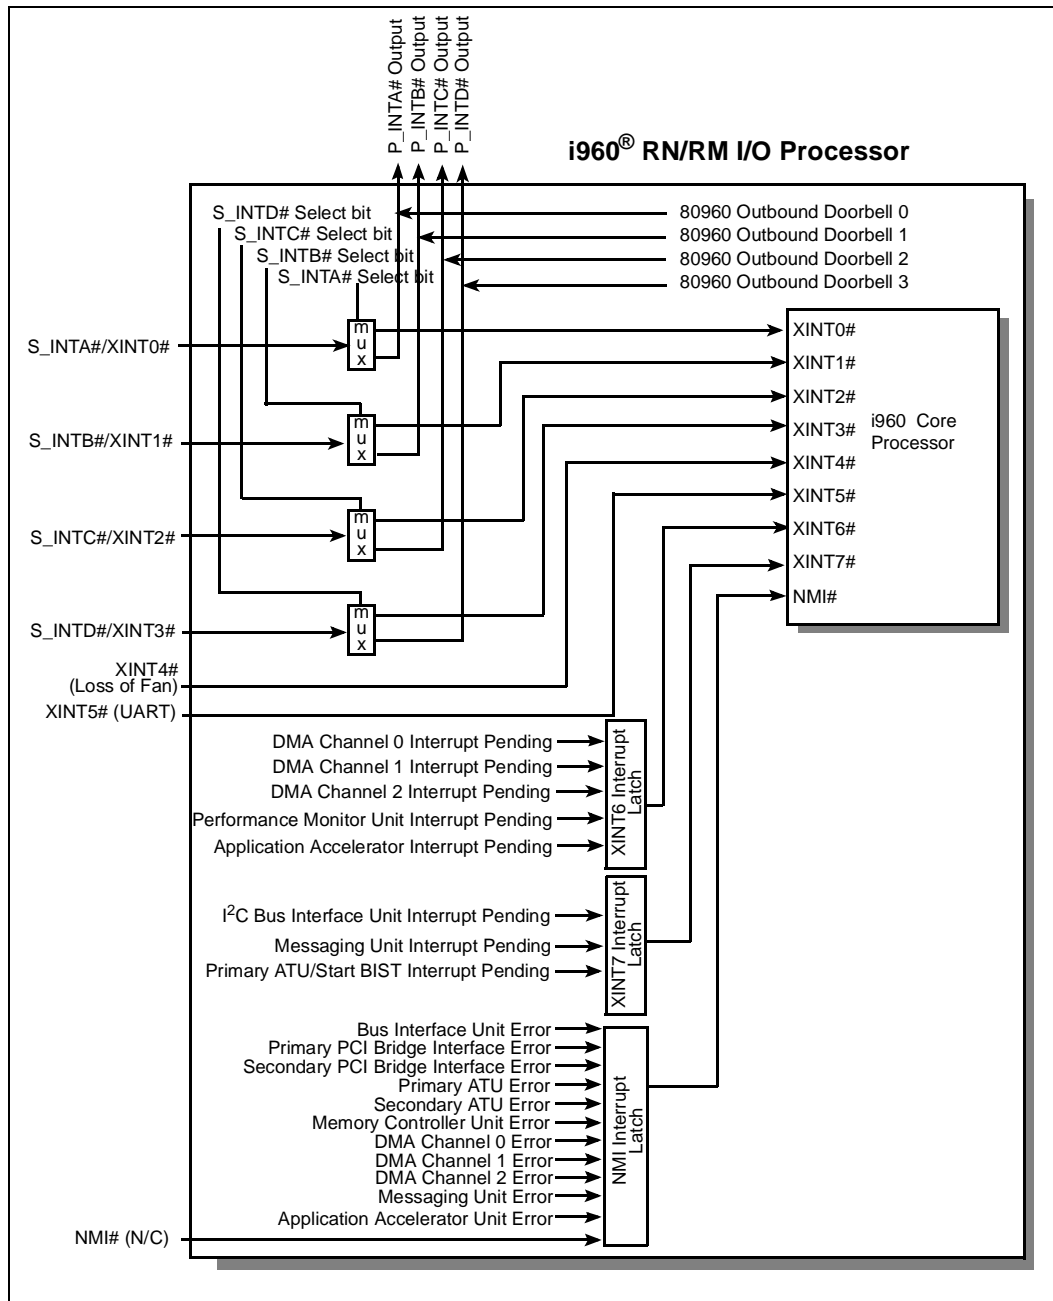 P_INTA# Output
P_INTB# Output
P_INTC# Output
P_INTD# Output
i960® RN/RM I/O Processor
S_INTD# Select bit
S_INTC# Select bit
S_INTB# Select bit
S_INTA# Select bit
80960 Outbound Doorbell 0
80960 Outbound Doorbell 1
80960 Outbound Doorbell 2
80960 Outbound Doorbell 3
S_INTA#/XINT0#
mux
S_INTB#/XINT1#
mux
S_INTC#/XINT2#
mux
S_INTD#/XINT3#
mux
XINT0#
XINT1#
XINT2#
XINT3#
XINT4#
XINT5#
XINT6#
XINT7#
NMI#
i960 Core
Processor
XINT4#
(Loss of Fan)
XINT5# (UART)
DMA Channel 0 Interrupt Pending
DMA Channel 1 Interrupt Pending
DMA Channel 2 Interrupt Pending
Performance Monitor Unit Interrupt Pending
Application Accelerator Interrupt Pending
XINT6 Interrupt
Latch
I²C Bus Interface Unit Interrupt Pending
Messaging Unit Interrupt Pending
Primary ATU/Start BIST Interrupt Pending
XINT7 Interrupt
Latch
Bus Interface Unit Error
Primary PCI Bridge Interface Error
Secondary PCI Bridge Interface Error
Primary ATU Error
Secondary ATU Error
Memory Controller Unit Error
DMA Channel 0 Error
DMA Channel 1 Error
DMA Channel 2 Error
Messaging Unit Error
Application Accelerator Unit Error
NMI Interrupt
Latch
NMI# (N/C)